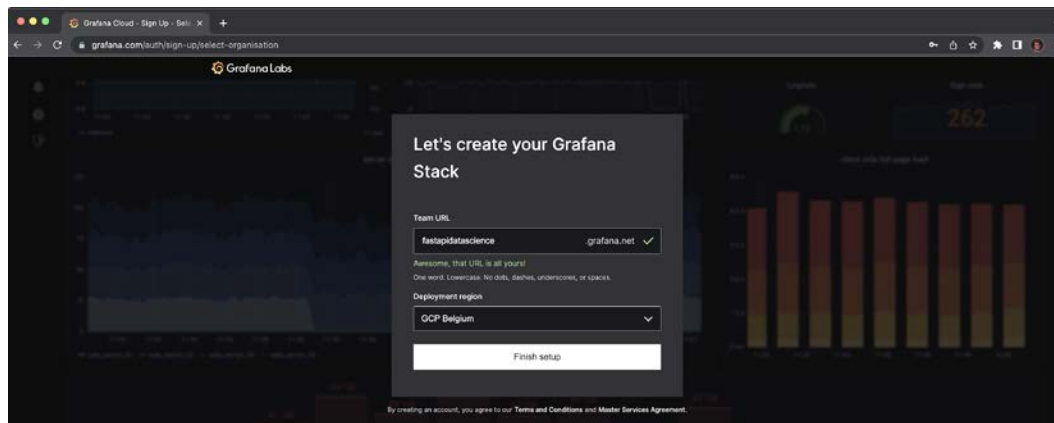 Grafana Cloud - Sign Up - Sele
grafana.com/auth/sign-up/select-organisation
Grafana Labs
262
Let's create your Grafana
Stack
Team URL
fastapidatascience .grafana.net
Awesome, that URL is all yours!
One word. Lowercase. No dots, dashes, underscores, or spaces.
Deployment region
GCP Belgium
Finish setup
By creating an account, you agree to our Terms and Conditions and Master Services Agreement.